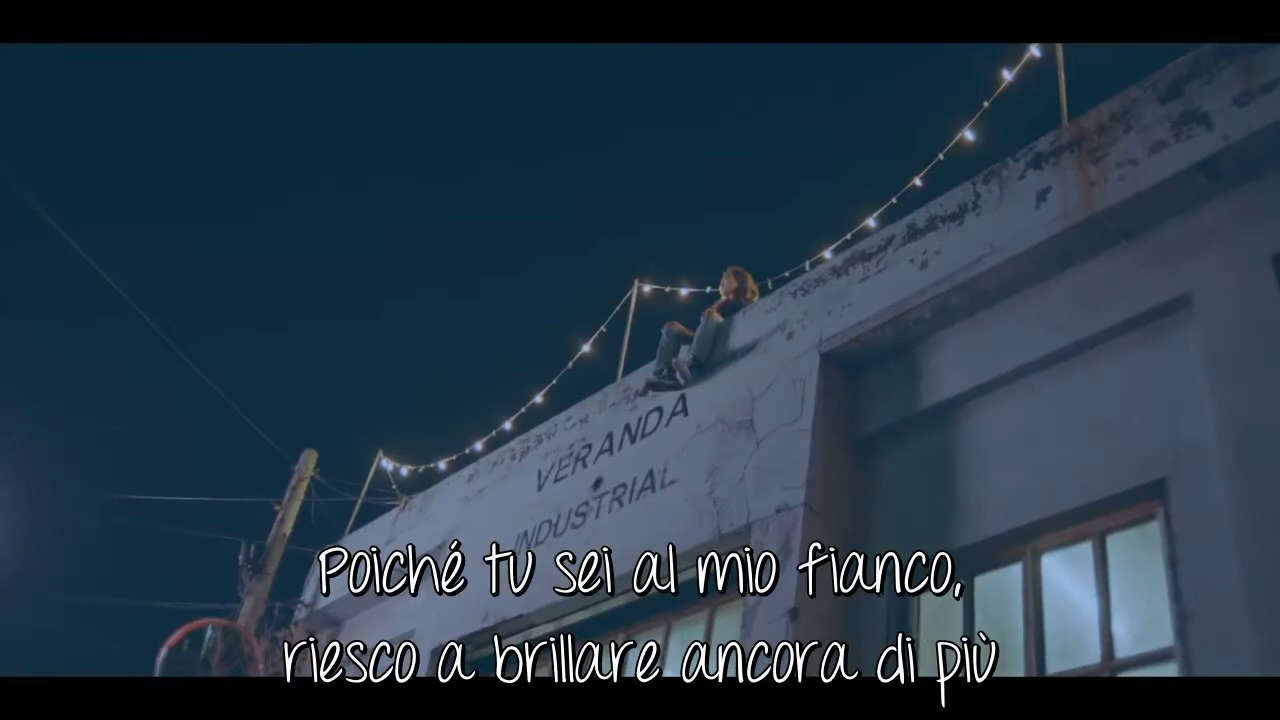 VERANDA
INDUSTRIAL
Poiché tu sei al mio fianco,
riesco a brillare ancora di più